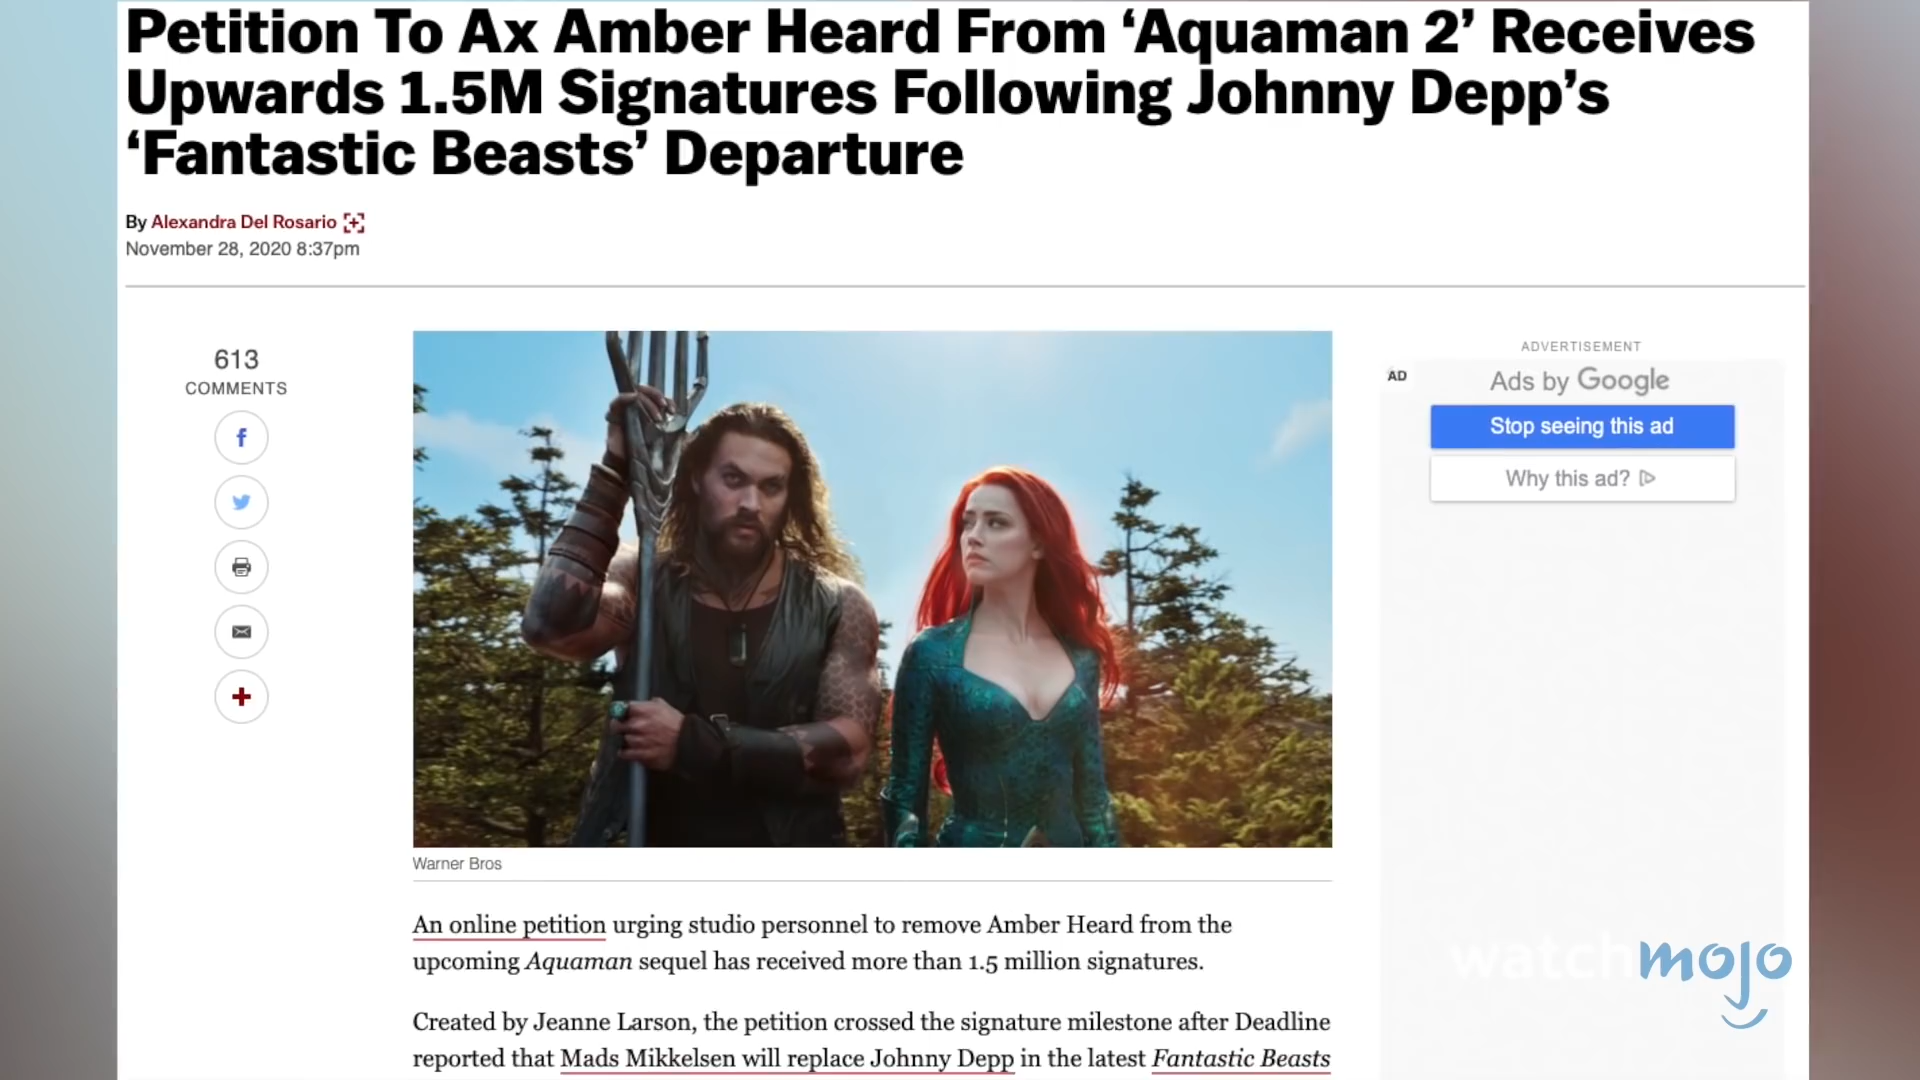 Petition To Ax Amber Heard From ‘Aquaman 2’ Receives
Upwards 1.5M Signatures Following Johnny Depp’s
‘Fantastic Beasts’ Departure
By Alexandra Del Rosario
November 28, 2020 8:37pm
613
COMMENTS
ADVERTISEMENT
AD
Ads by Google
Stop seeing this ad
Why this ad?
Warner Bros
An online petition urging studio personnel to remove Amber Heard from the
upcoming Aquaman sequel has received more than 1.5 million signatures.
Created by Jeanne Larson, the petition crossed the signature milestone after Deadline
reported that Mads Mikkelsen will replace Johnny Depp in the latest Fantastic Beasts
watchmojo